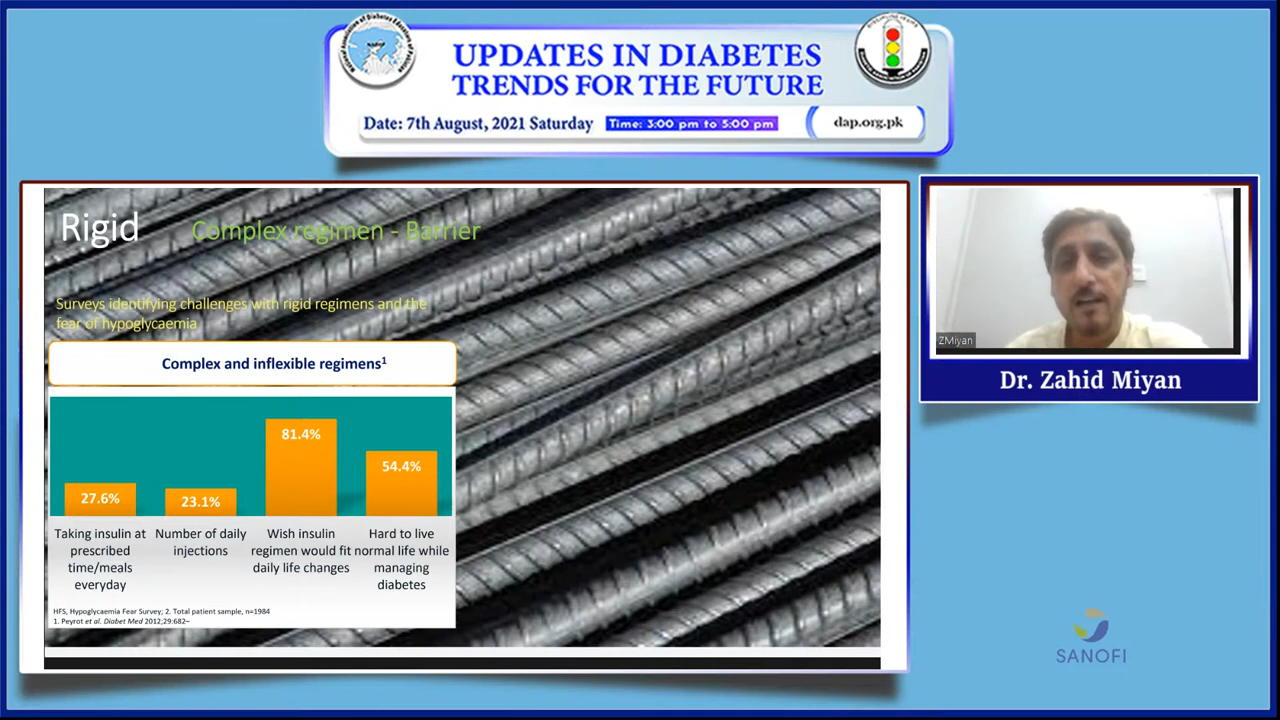 UPDATES IN DIABETES
TRENDS FOR THE FUTURE
Date: 7th August, 2021 Saturday
Time: 3:00 pm to 5:00 pm
dap.org.pk
Rigid
Complex regimen - Barrier
Surveys identifying challenges with rigid regimens and the
fear of hypoglycaemia
Complex and inflexible regimens1
27.6%
23.1%
81.4%
54.4%
Taking insulin at
prescribed
time/meals
everyday
Number of daily
injections
Wish insulin
regimen would fit
daily life changes
Hard to live
normal life while
managing
diabetes
HFS, Hypoglycaemia Fear Survey; 2. Total patient sample, n=1984
1. Peyrot et al. Diabet Med 2012;29:682–
ZMiyan
Dr. Zahid Miyan
SANOFI